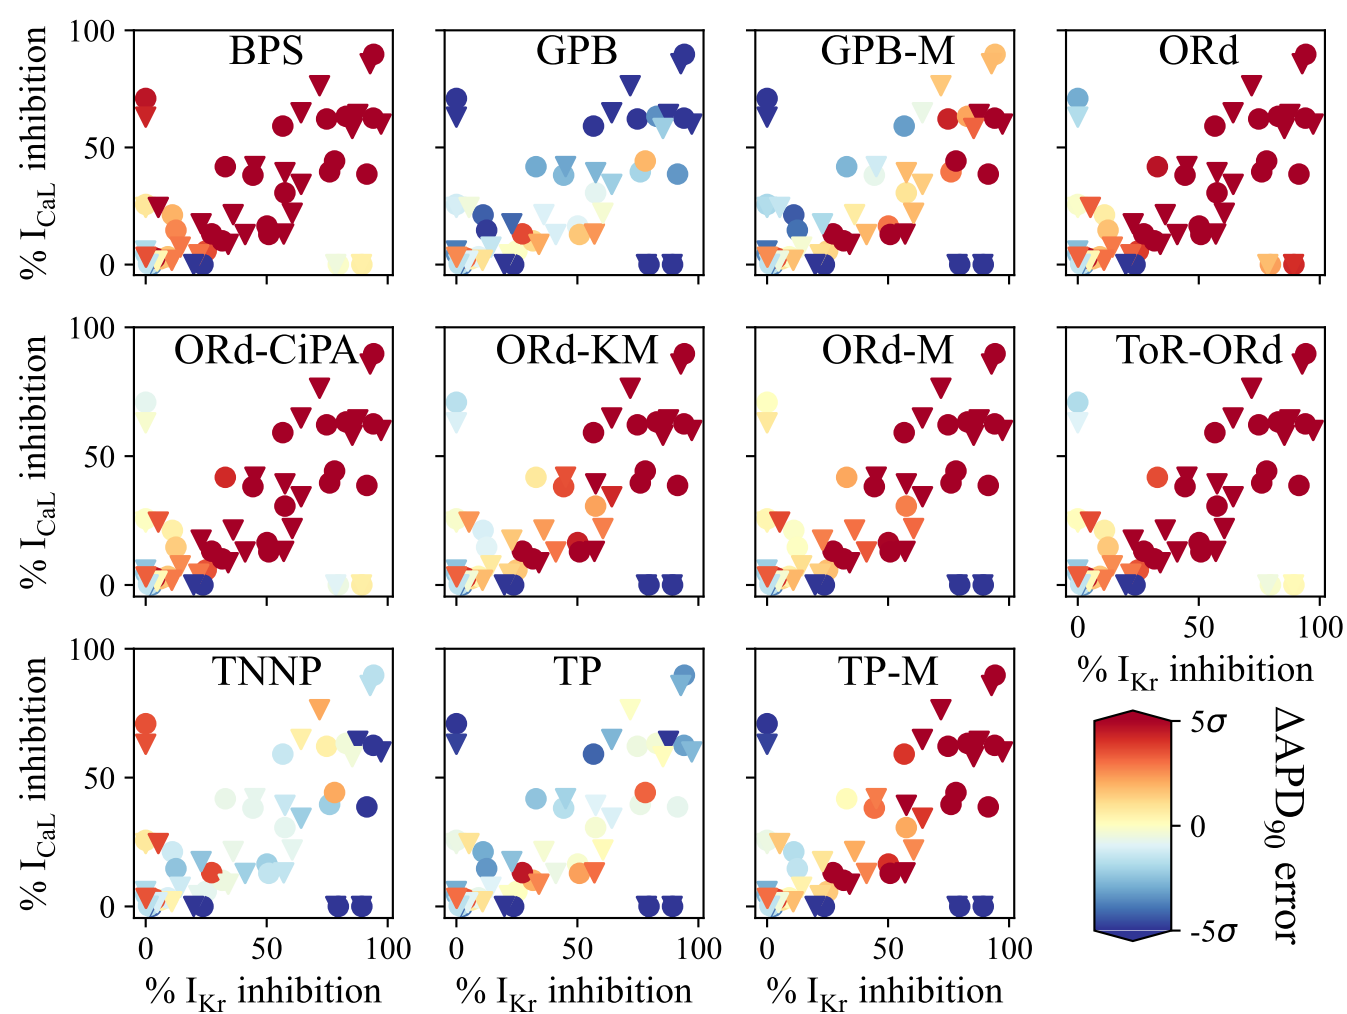 100
50
0
% I_CaL inhibition
BPS
GPB
GPB-M
ORd
100
50
0
% I_CaL inhibition
ORd-CiPA
ORd-KM
ORd-M
ToR-ORd
0 50 100
% I_Kr inhibition
100
50
0
% I_CaL inhibition
TNNP
TP
TP-M
0 50 100
% I_Kr inhibition
0 50 100
% I_Kr inhibition
0 50 100
% I_Kr inhibition
5σ
0
-5σ
ΔAPD_90 error